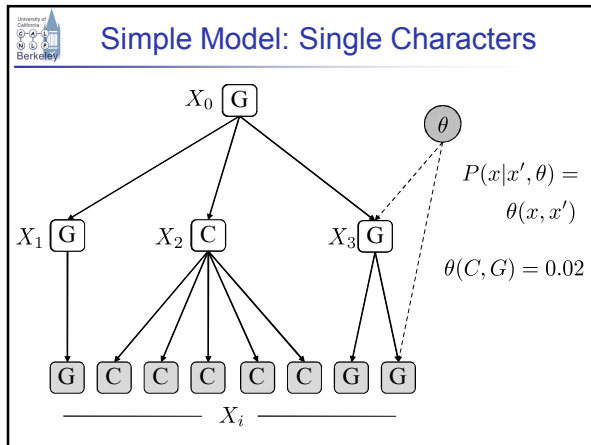 University of
California
C A L
N L P
Berkeley
Simple Model: Single Characters
X₀ G
θ
P(x|x′, θ) =
θ(x, x′)
X₁ G X₂ C X₃ G
θ(C, G) = 0.02
G C C C C C G G
Xᵢ